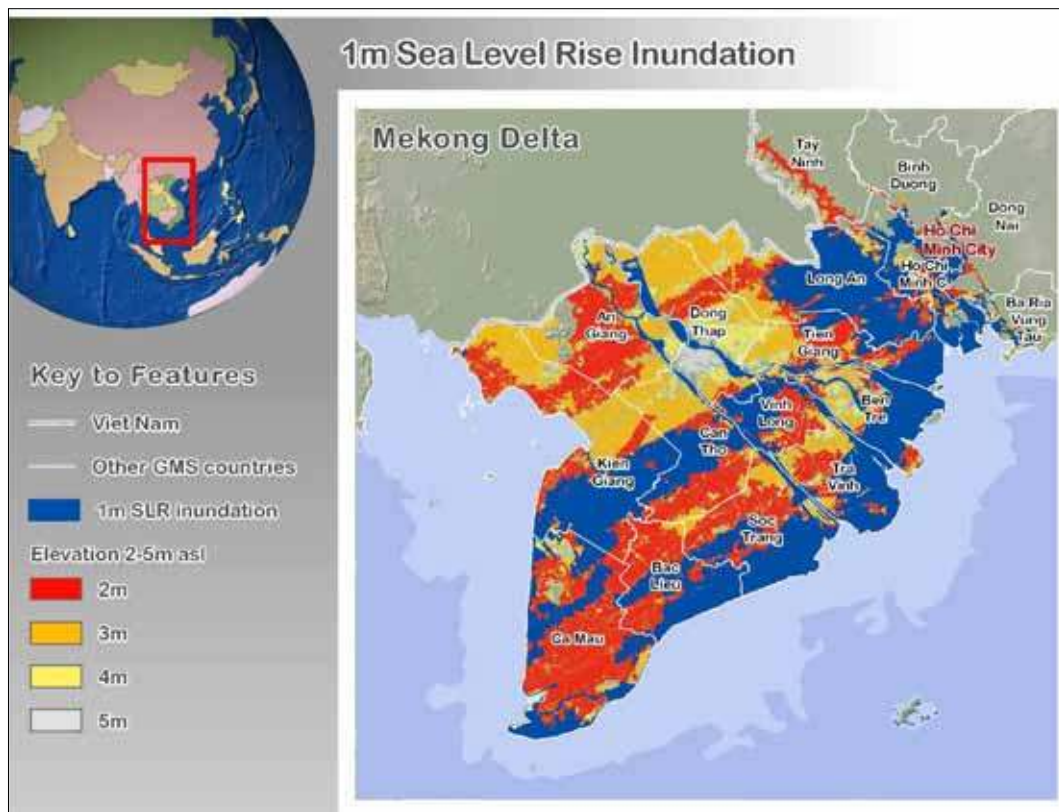 1m Sea Level Rise Inundation
Mekong Delta
Tay
Ninh
Binh
Duong
Dong
Nai
Ho Chi
Minh City
Ho Chi
Minh C
Long An
Ba Ria
Vung
Tau
An
Giang
Dong
Thap
Tien
Giang
Ben
Tre
Vinh
Long
Can
Tho
Kien
Giang
Tra
Vinh
Soc
Trang
Bac
Lieu
Ca Mau
Key to Features
Viet Nam
Other GMS countries
1m SLR inundation
Elevation 2-5m asl
2m
3m
4m
5m